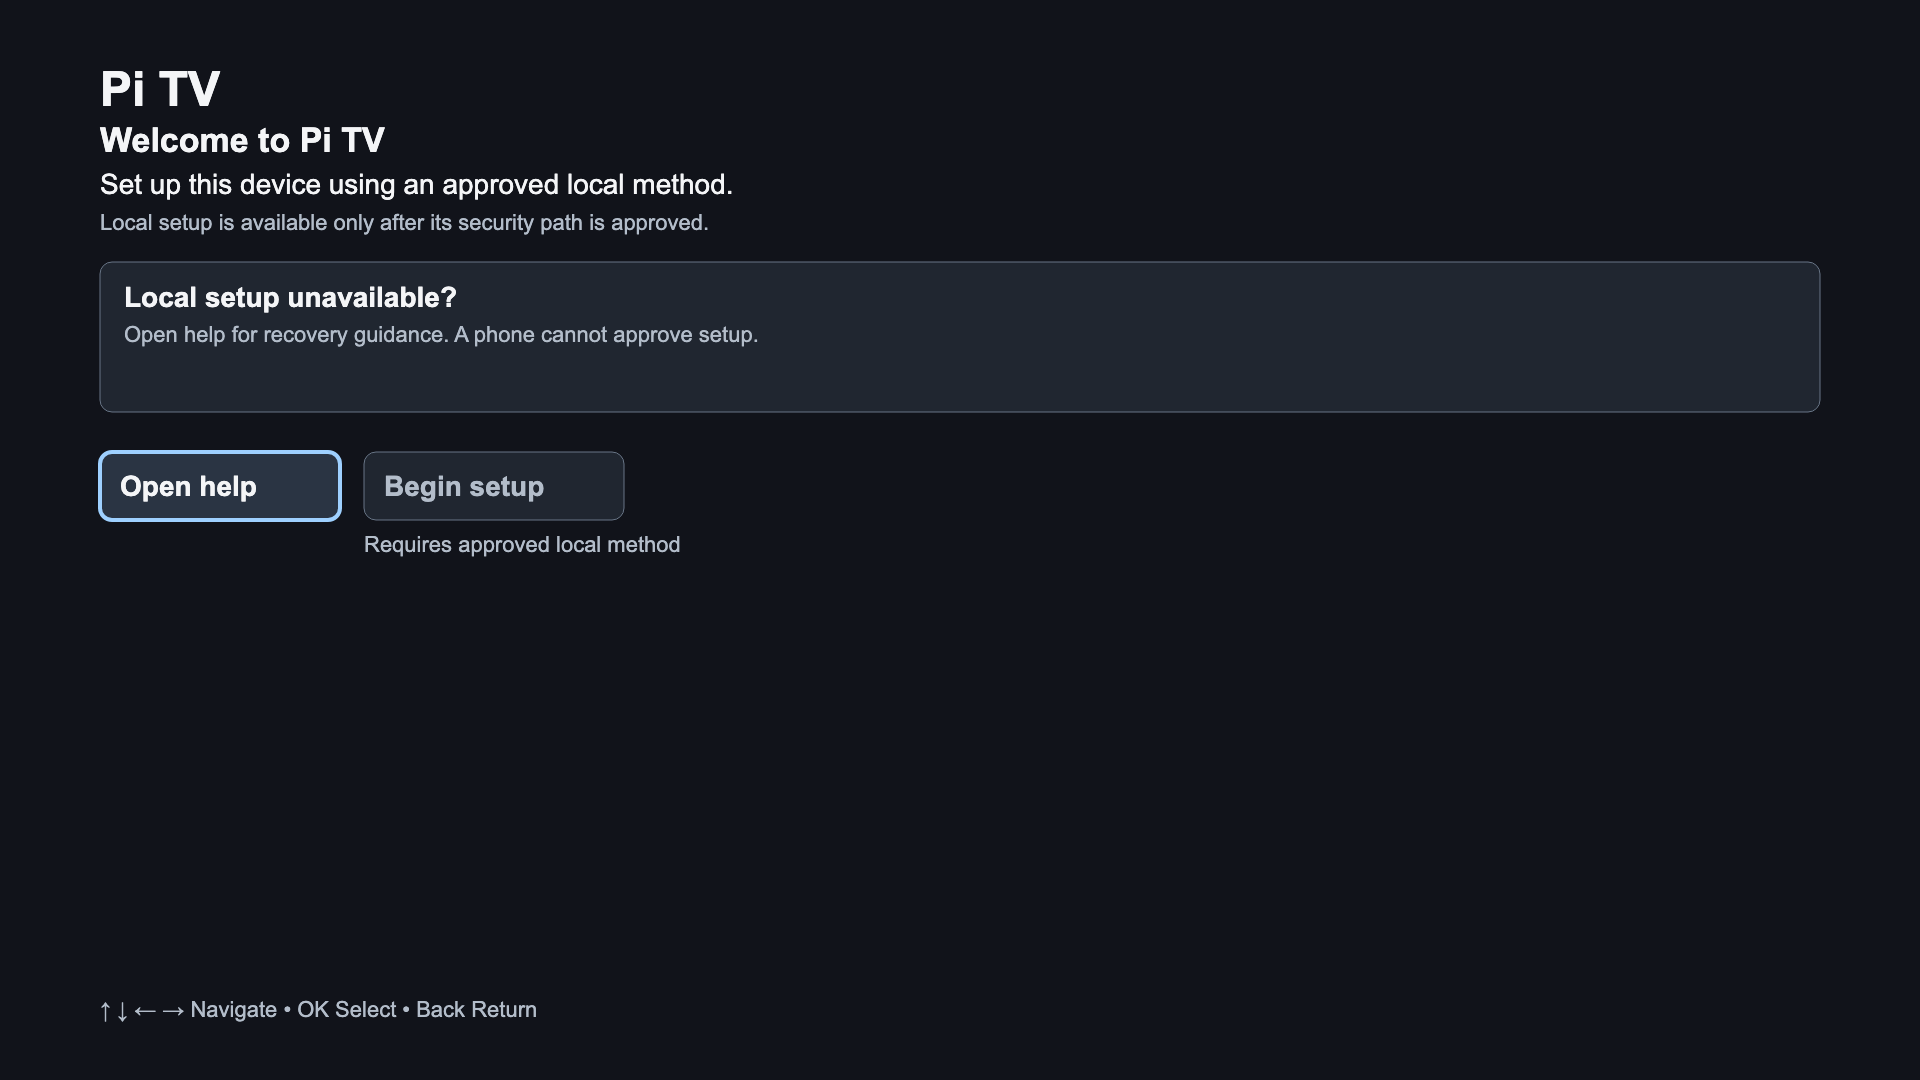 Pi TV
Welcome to Pi TV
Set up this device using an approved local method.
Local setup is available only after its security path is approved.
Local setup unavailable?
Open help for recovery guidance. A phone cannot approve setup.
Open help
Begin setup
Requires approved local method
↑ ↓ ← → Navigate • OK Select • Back Return